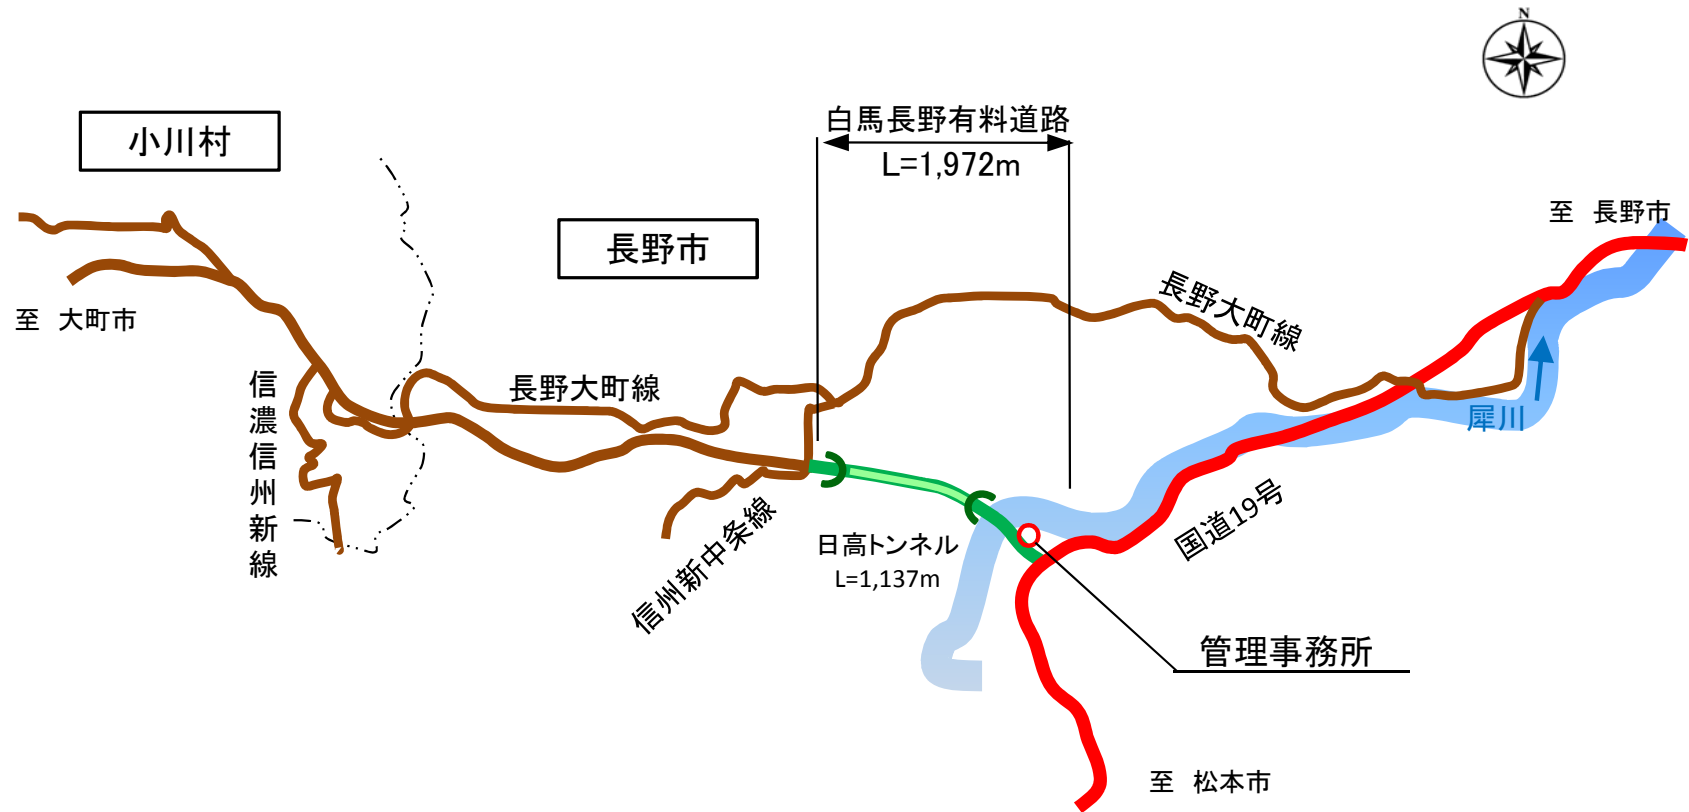 N
白馬長野有料道路
L=1,972m
小川村
長野市
至 長野市
至 大町市
長野大町線
長野大町線
信濃信州新線
犀川
国道19号
信州新中条線
日高トンネル
L=1,137m
管理事務所
至 松本市